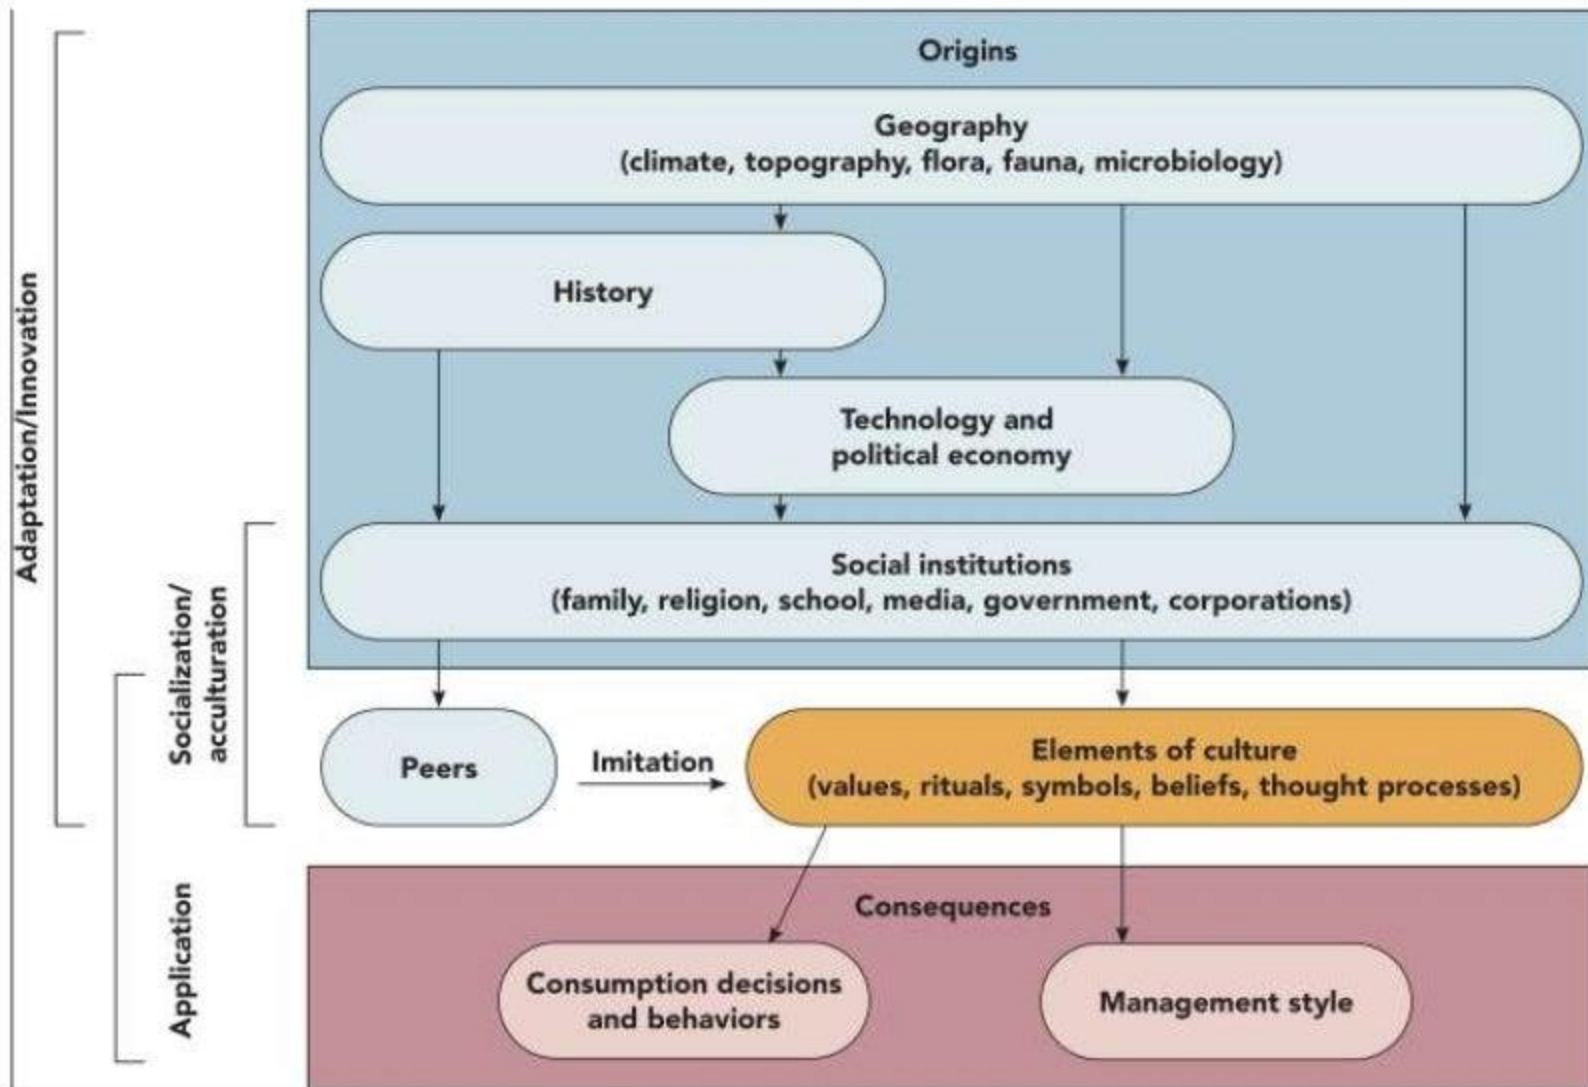 Origins
Geography
(climate, topography, flora, fauna, microbiology)
History
Technology and
political economy
Social institutions
(family, religion, school, media, government, corporations)
Peers
Imitation
Elements of culture
(values, rituals, symbols, beliefs, thought processes)
Consequences
Consumption decisions
and behaviors
Management style
Adaptation/Innovation
Socialization/
acculturation
Application